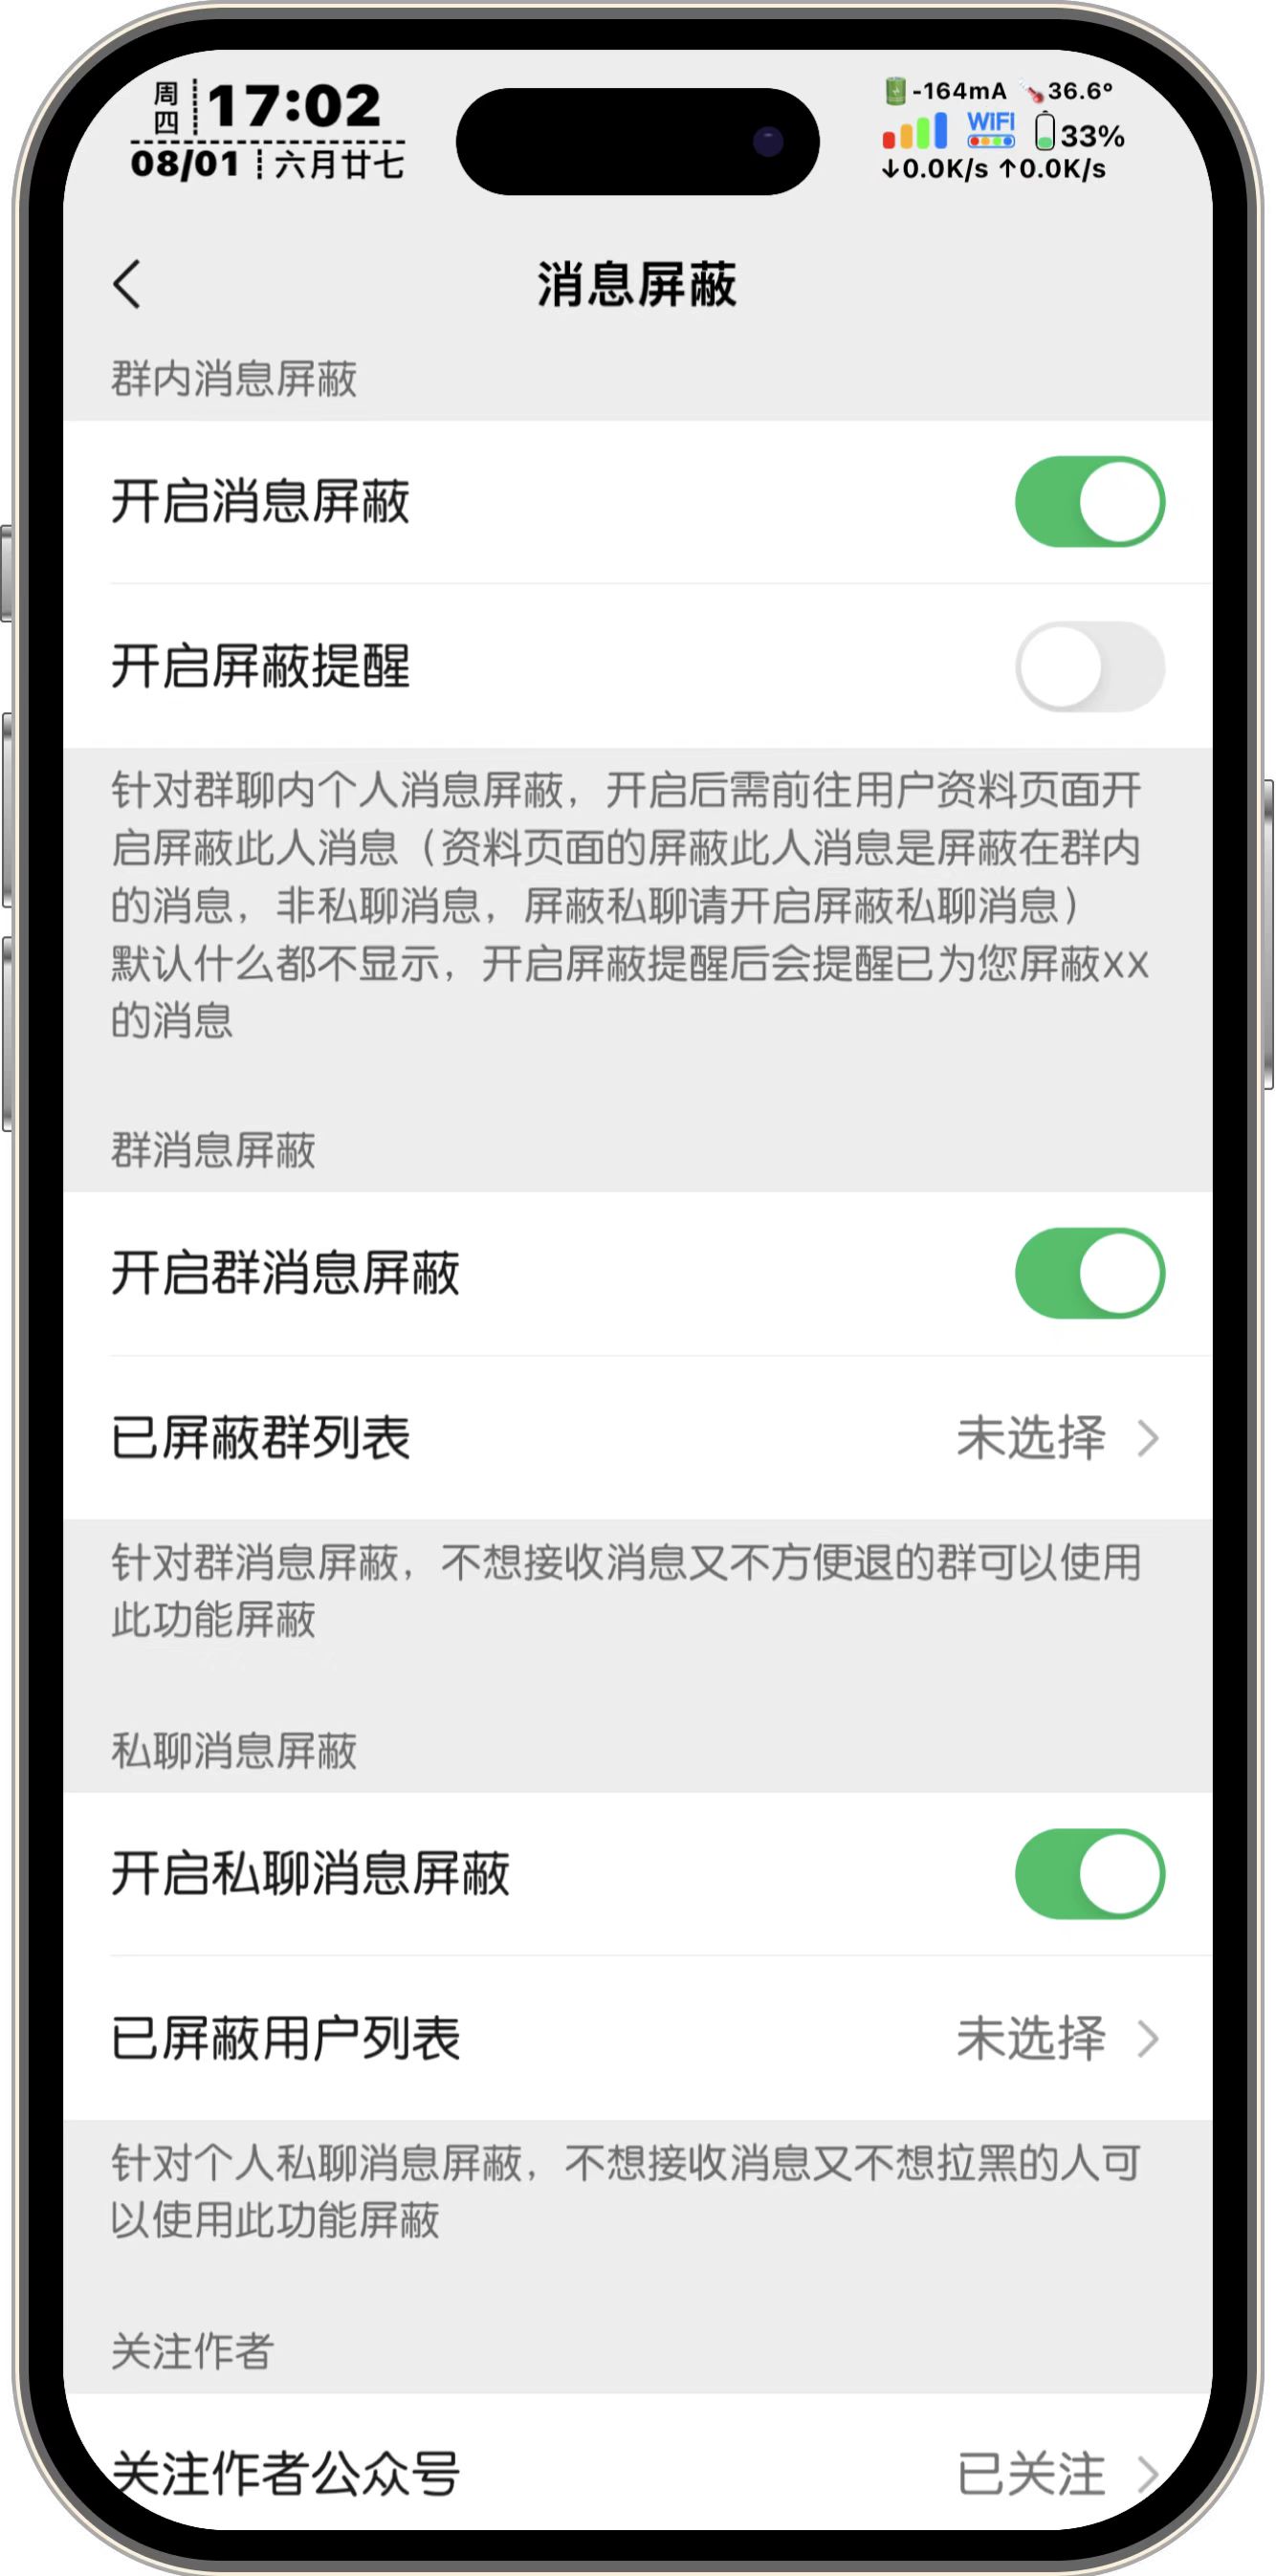 周四 17:02
-164mA 36.6°
WIFI 33%
08/01 六月廿七
↓0.0K/s ↑0.0K/s
消息屏蔽
群内消息屏蔽
开启消息屏蔽
开启屏蔽提醒
针对群聊内个人消息屏蔽，开启后需前往用户资料页面开
启屏蔽此人消息（资料页面的屏蔽此人消息是屏蔽在群内
的消息，非私聊消息，屏蔽私聊请开启屏蔽私聊消息）
默认什么都不显示，开启屏蔽提醒后会提醒已为您屏蔽XX
的消息
群消息屏蔽
开启群消息屏蔽
已屏蔽群列表 未选择
针对群消息屏蔽，不想接收消息又不方便退的群可以使用
此功能屏蔽
私聊消息屏蔽
开启私聊消息屏蔽
已屏蔽用户列表 未选择
针对个人私聊消息屏蔽，不想接收消息又不想拉黑的人可
以使用此功能屏蔽
关注作者
关注作者公众号 已关注